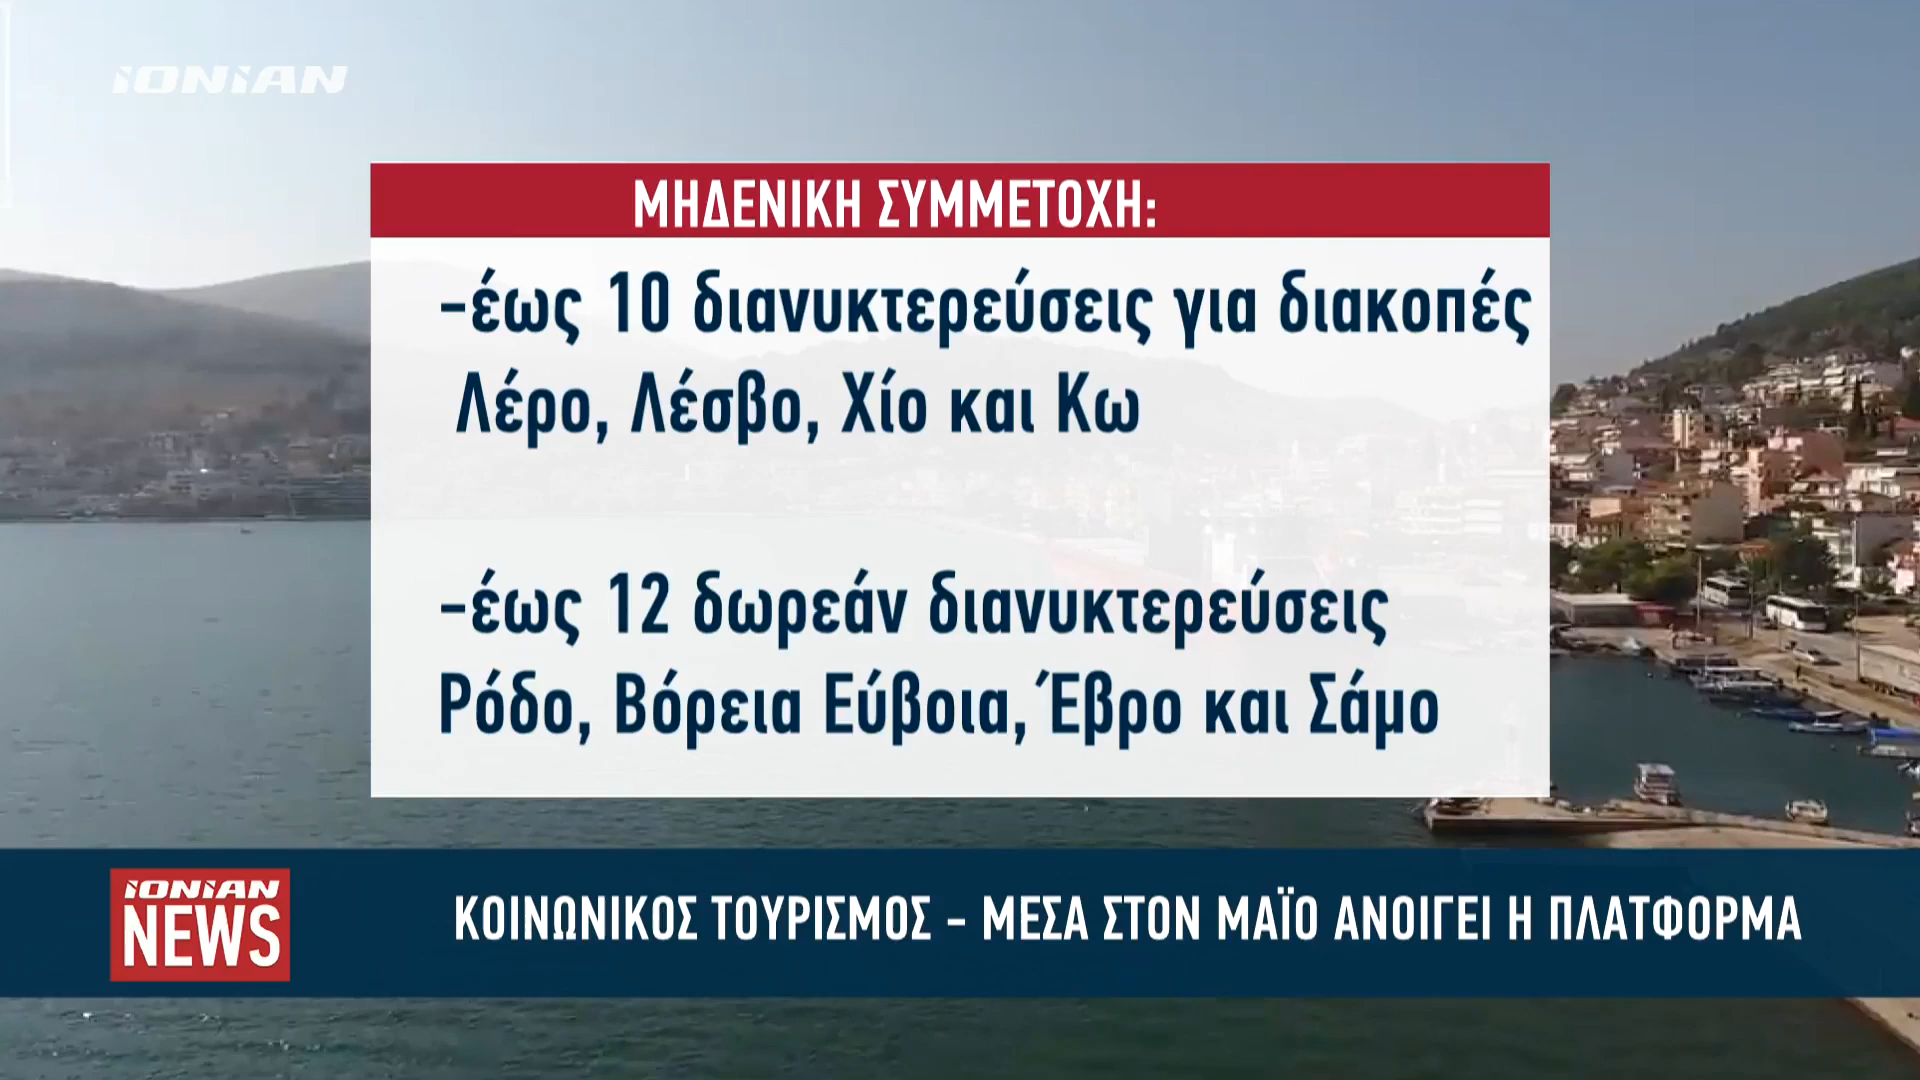 IONIAN
ΜΗΔΕΝΙΚΗ ΣΥΜΜΕΤΟΧΗ:
-έως 10 διανυκτερεύσεις για διακοπές
Λέρο, Λέσβο, Χίο και Κω
-έως 12 δωρεάν διανυκτερεύσεις
Ρόδο, Βόρεια Εύβοια, Έβρο και Σάμο
IONIAN
NEWS
ΚΟΙΝΩΝΙΚΟΣ ΤΟΥΡΙΣΜΟΣ - ΜΕΣΑ ΣΤΟΝ ΜΑΪΟ ΑΝΟΙΓΕΙ Η ΠΛΑΤΦΟΡΜΑ